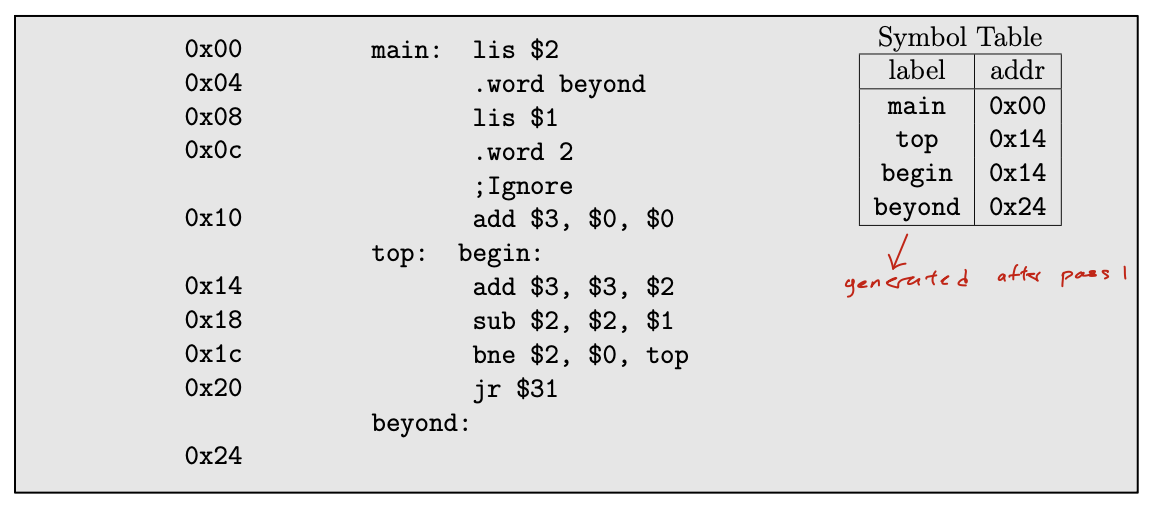 0x00 main: lis $2
0x04 .word beyond
0x08 lis $1
0x0c .word 2
;Ignore
0x10 add $3, $0, $0
top: begin:
0x14 add $3, $3, $2
0x18 sub $2, $2, $1
0x1c bne $2, $0, top
0x20 jr $31
beyond:
0x24
Symbol Table
label addr
main 0x00
top 0x14
begin 0x14
beyond 0x24
generated after pass 1